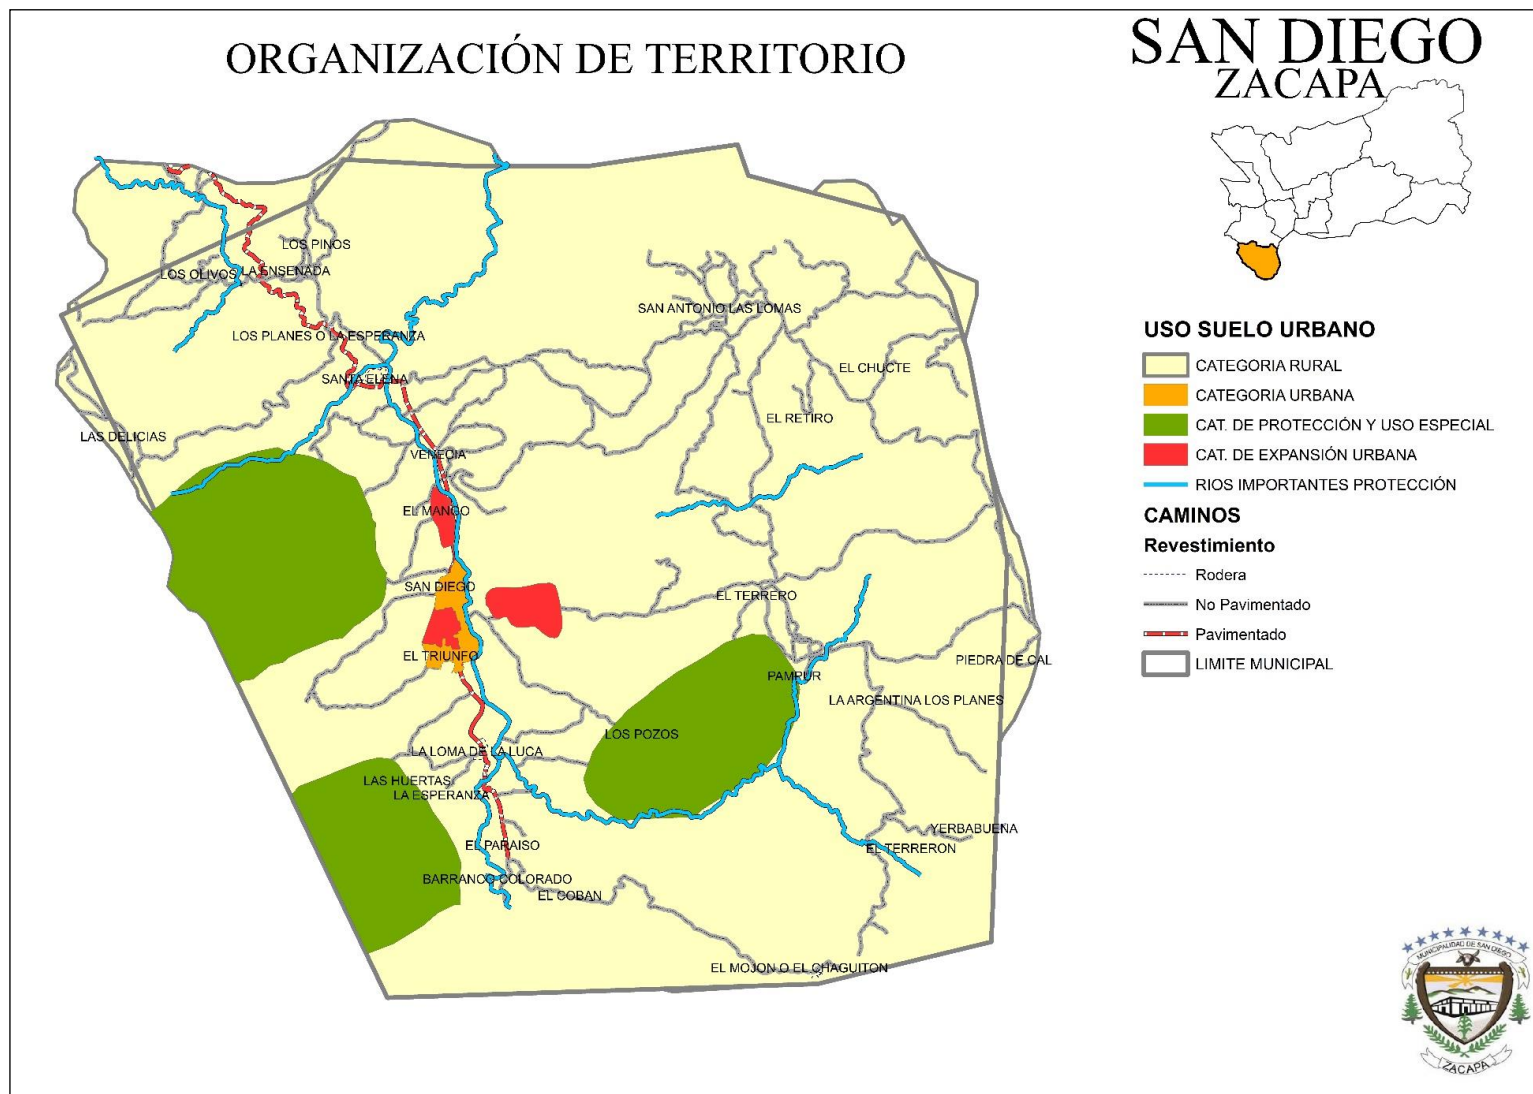 ORGANIZACIÓN DE TERRITORIO
SAN DIEGO
ZACAPA
LOS PINOS
LOS OLIVOS
LA ENSENADA
SAN ANTONIO LAS LOMAS
LOS PLANES O LA ESPERANZA
EL CHUCTE
SANTA ELENA
EL RETIRO
LAS DELICIAS
VENECIA
EL MANGO
SAN DIEGO
EL TERRERO
EL TRIUNFO
PIEDRA DE CAL
PAMPUR
LA ARGENTINA LOS PLANES
LOS POZOS
LA LOMA DE LA LUCA
LAS HUERTAS
LA ESPERANZA
YERBABUENA
EL PARAISO
EL TERRERON
BARRANCO COLORADO
EL COBAN
EL MOJON O EL CHAGUITON
USO SUELO URBANO
CATEGORIA RURAL
CATEGORIA URBANA
CAT. DE PROTECCIÓN Y USO ESPECIAL
CAT. DE EXPANSIÓN URBANA
RIOS IMPORTANTES PROTECCIÓN
CAMINOS
Revestimiento
Rodera
No Pavimentado
Pavimentado
LIMITE MUNICIPAL
MUNICIPALIDAD DE SAN DIEGO
ZACAPA